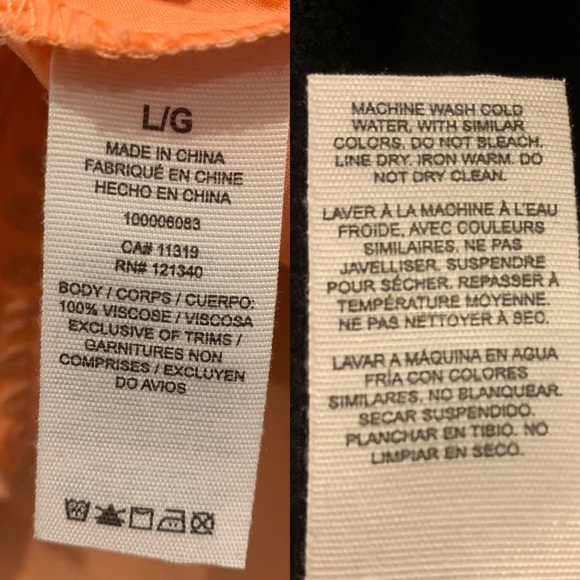 L/G
MADE IN CHINA
FABRIQUÉ EN CHINE
HECHO EN CHINA
100006083
CA# 11319
RN# 121340
BODY / CORPS / CUERPO:
100% VISCOSE / VISCOSA
EXCLUSIVE OF TRIMS /
GARNITURES NON
COMPRISES / EXCLUYEN
DO AVIOS
MACHINE WASH COLD
WATER, WITH SIMILAR
COLORS, DO NOT BLEACH.
LINE DRY. IRON WARM. DO
NOT DRY CLEAN.
LAVER À LA MACHINE À L'EAU
FROIDE, AVEC COULEURS
SIMILAIRES, NE PAS
JAVELLISER. SUSPENDRE
POUR SÉCHER. REPASSER À
TEMPÉRATURE MOYENNE.
NE PAS NETTOYER À SEC.
LAVAR A MÁQUINA EN AGUA
FRÍA CON COLORES
SIMILARES, NO BLANQUEAR.
SECAR SUSPENDIDO.
PLANCHAR EN TIBIO. NO
LIMPIAR EN SECO.